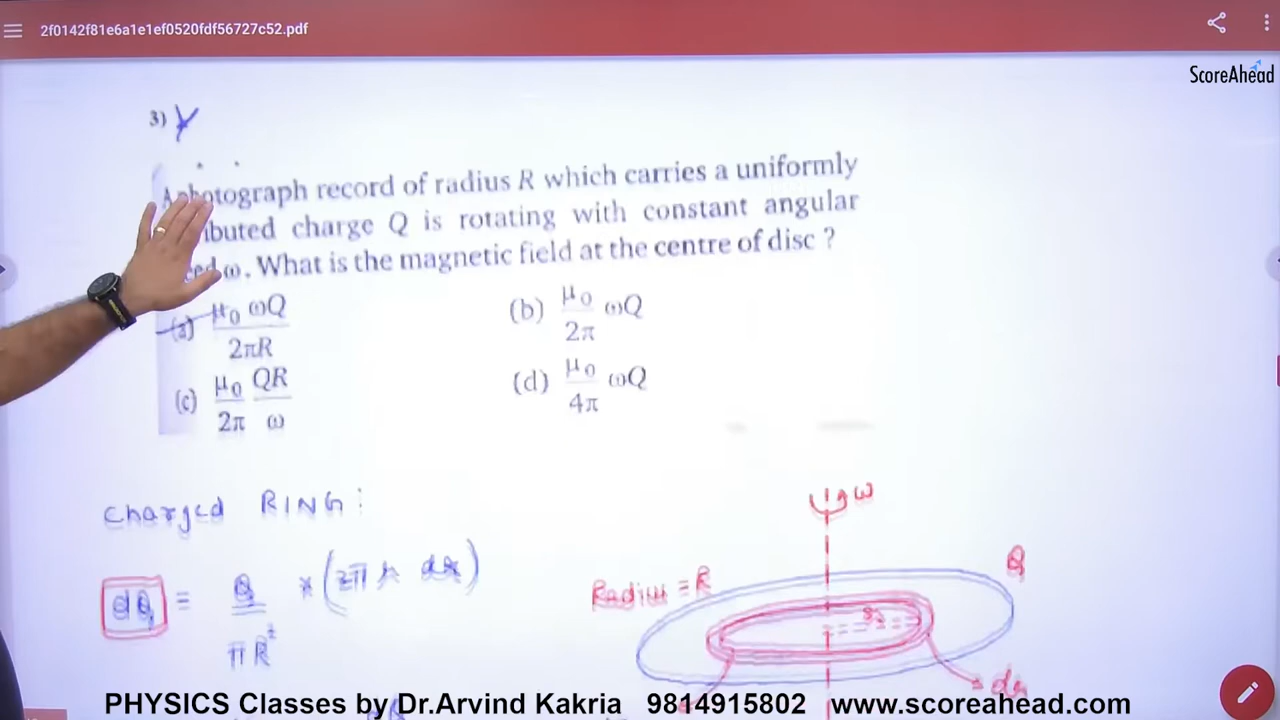 2f0142f81e6a1e1ef0520fdf56727c52.pdf
ScoreAhead
3)
photograph record of radius R which carries a uniformly
ibuted charge Q is rotating with constant angular
ω. What is the magnetic field at the centre of disc ?
(a) μ0 ωQ / 2πR
(b) μ0 / 2π ωQ
(c) μ0 / 2π QR / ω
(d) μ0 / 4π ωQ
charged RING :
ω
Q
Radius = R
dQ = Q / πR² × (2π r dr)
dr
PHYSICS Classes by Dr.Arvind Kakria 9814915802 www.scoreahead.com